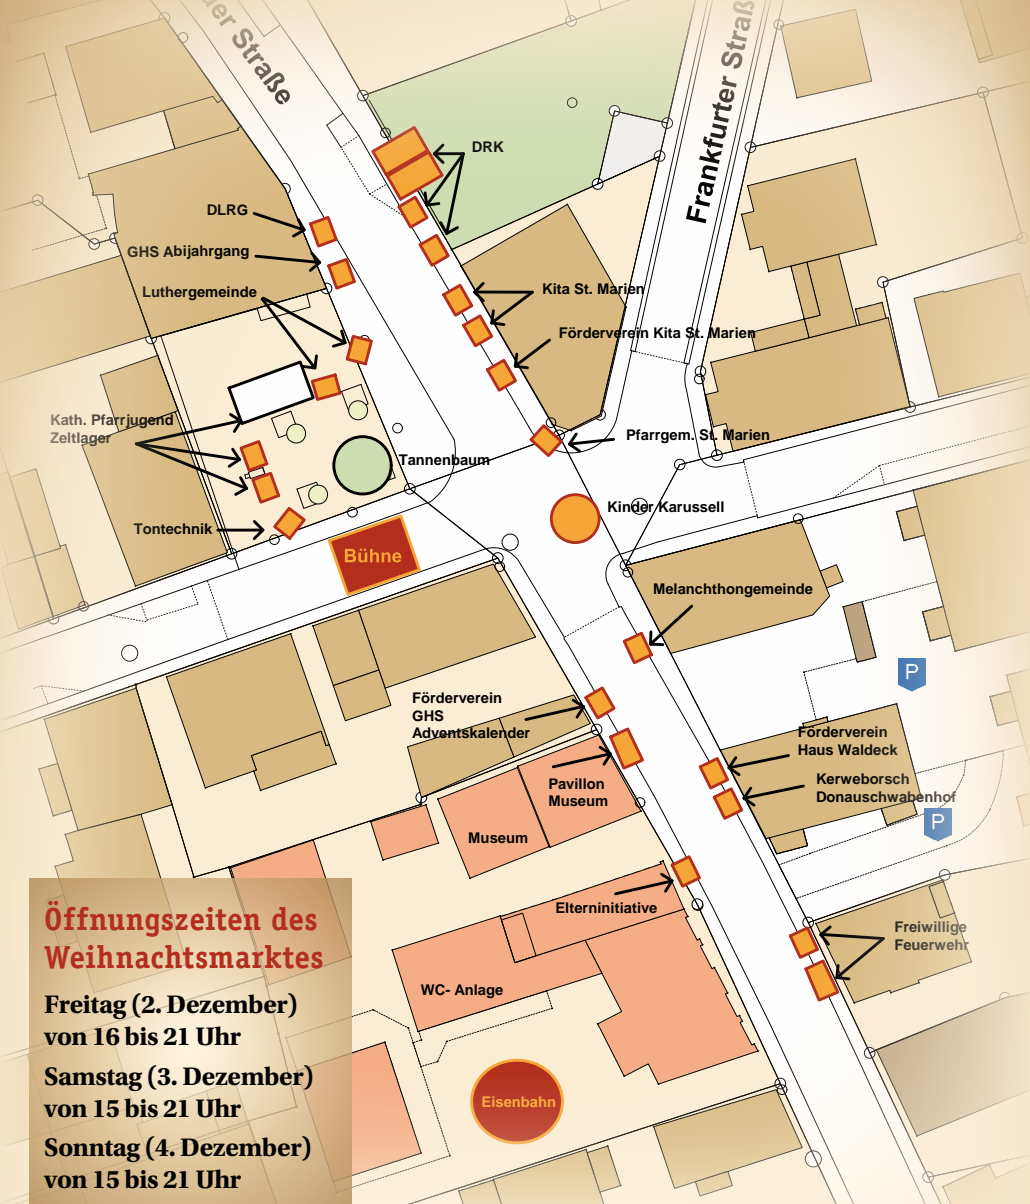 Straße
Frankfurter Straß
DRK
DLRG
GHS Abijahrgang
Luthergemeinde
Kita St. Marien
Förderverein Kita St. Marien
Kath. Pfarrjugend
Zeltlager
Pfarrgem. St. Marien
Tannenbaum
Kinder Karussell
Tontechnik
Bühne
Melanchthongemeinde
P
Förderverein
GHS
Adventskalender
Förderverein
Haus Waldeck
Kerweborsch
Donauschwabenhof
P
Pavillon
Museum
Museum
Elterninitiative
Freiwillige
Feuerwehr
WC- Anlage
Eisenbahn
Öffnungszeiten des
Weihnachtsmarktes
Freitag (2. Dezember)
von 16 bis 21 Uhr
Samstag (3. Dezember)
von 15 bis 21 Uhr
Sonntag (4. Dezember)
von 15 bis 21 Uhr